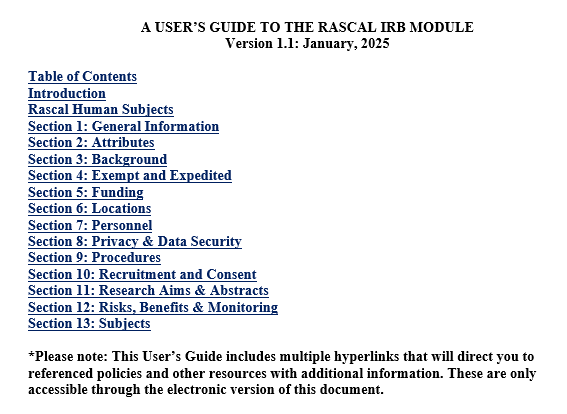 A USER’S GUIDE TO THE RASCAL IRB MODULE
Version 1.1: January, 2025
Table of Contents
Introduction
Rascal Human Subjects
Section 1: General Information
Section 2: Attributes
Section 3: Background
Section 4: Exempt and Expedited
Section 5: Funding
Section 6: Locations
Section 7: Personnel
Section 8: Privacy & Data Security
Section 9: Procedures
Section 10: Recruitment and Consent
Section 11: Research Aims & Abstracts
Section 12: Risks, Benefits & Monitoring
Section 13: Subjects
*Please note: This User’s Guide includes multiple hyperlinks that will direct you to
referenced policies and other resources with additional information. These are only
accessible through the electronic version of this document.